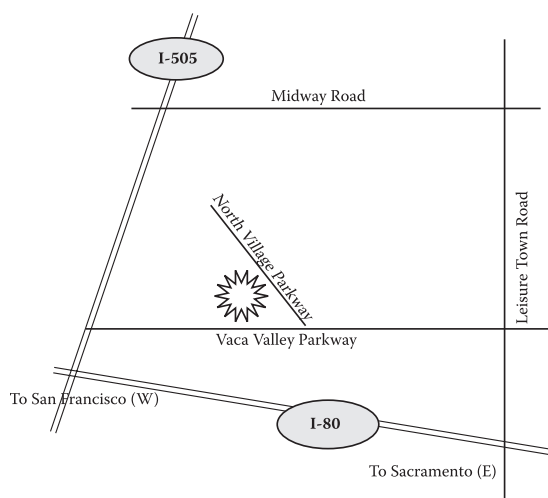 I-505
Midway Road
North Village Parkway
Leisure Town Road
Vaca Valley Parkway
To San Francisco (W)
I-80
To Sacramento (E)